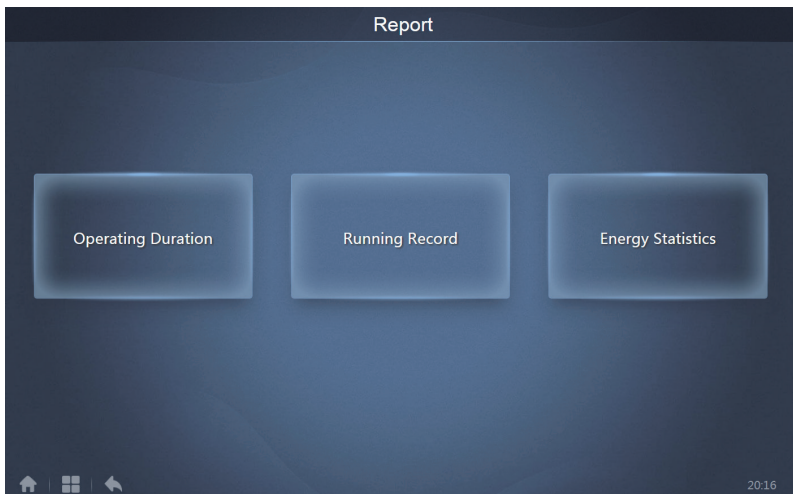 Report
Operating Duration
Running Record
Energy Statistics
20:16